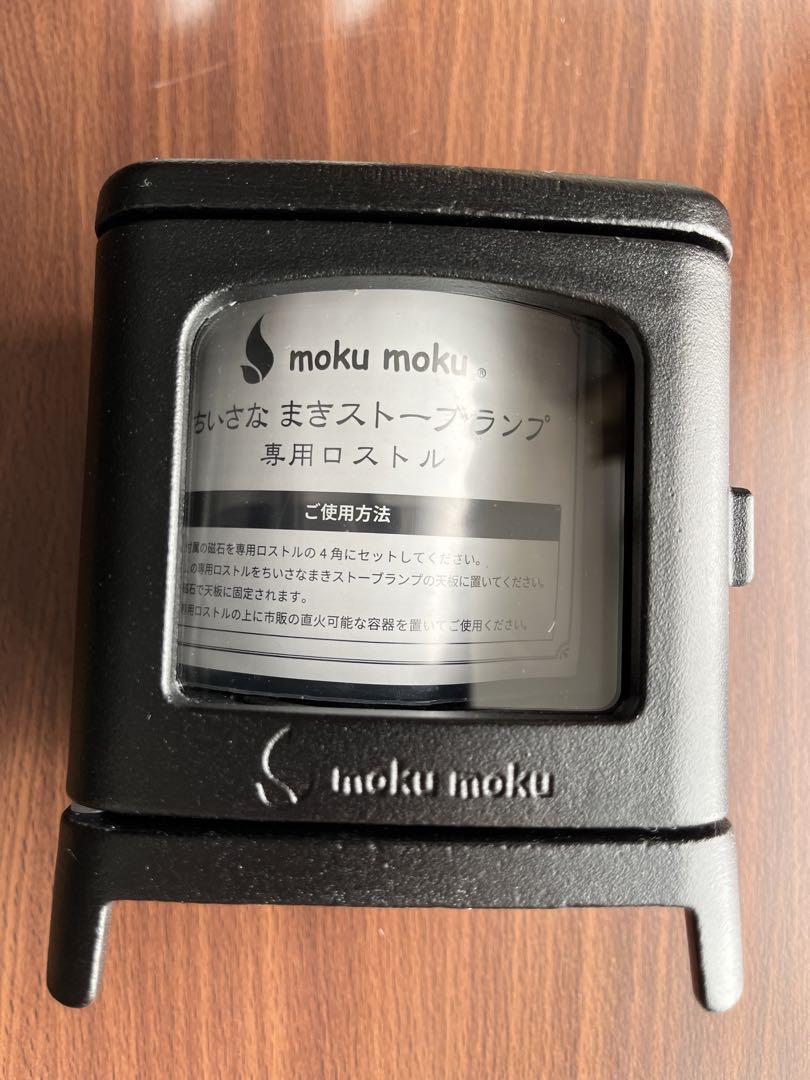 moku moku ®
ちいさな まきストーブランプ
専用ロストル
ご使用方法
付属の磁石を専用ロストルの4角にセットしてください。
の専用ロストルをちいさなまきストーブランプの天板に置いてください。
磁石で天板に固定されます。
専用ロストルの上に市販の直火可能な容器を置いてご使用ください。
moku moku